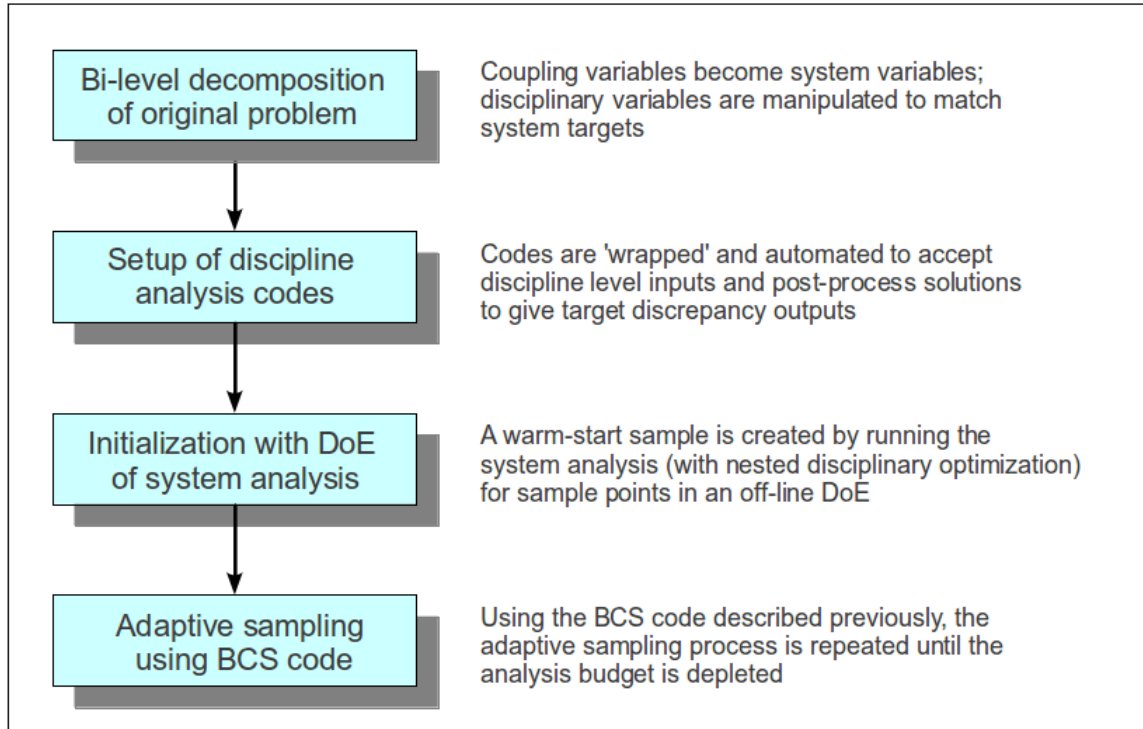 Bi-level decomposition
of original problem
Coupling variables become system variables;
disciplinary variables are manipulated to match
system targets
Setup of discipline
analysis codes
Codes are 'wrapped' and automated to accept
discipline level inputs and post-process solutions
to give target discrepancy outputs
Initialization with DoE
of system analysis
A warm-start sample is created by running the
system analysis (with nested disciplinary optimization)
for sample points in an off-line DoE
Adaptive sampling
using BCS code
Using the BCS code described previously, the
adaptive sampling process is repeated until the
analysis budget is depleted